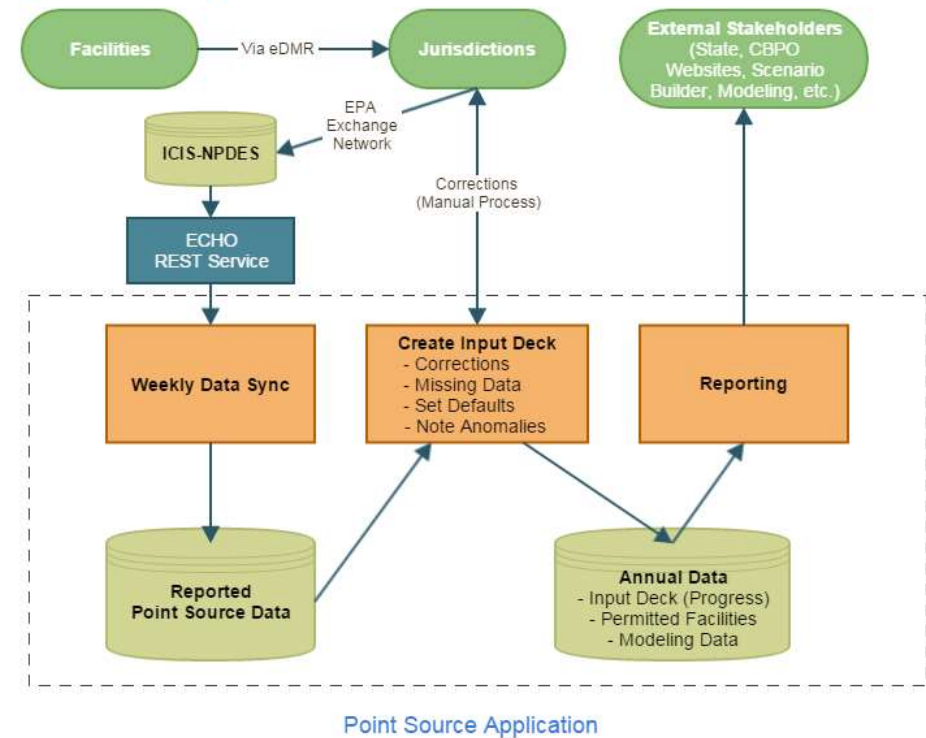 Facilities
Via eDMR
Jurisdictions
External Stakeholders
(State, CBPO
Websites, Scenario
Builder, Modeling, etc.)
EPA
Exchange
Network
ICIS-NPDES
Corrections
(Manual Process)
ECHO
REST Service
Weekly Data Sync
Create Input Deck
- Corrections
- Missing Data
- Set Defaults
- Note Anomalies
Reporting
Reported
Point Source Data
Annual Data
- Input Deck (Progress)
- Permitted Facilities
- Modeling Data
Point Source Application